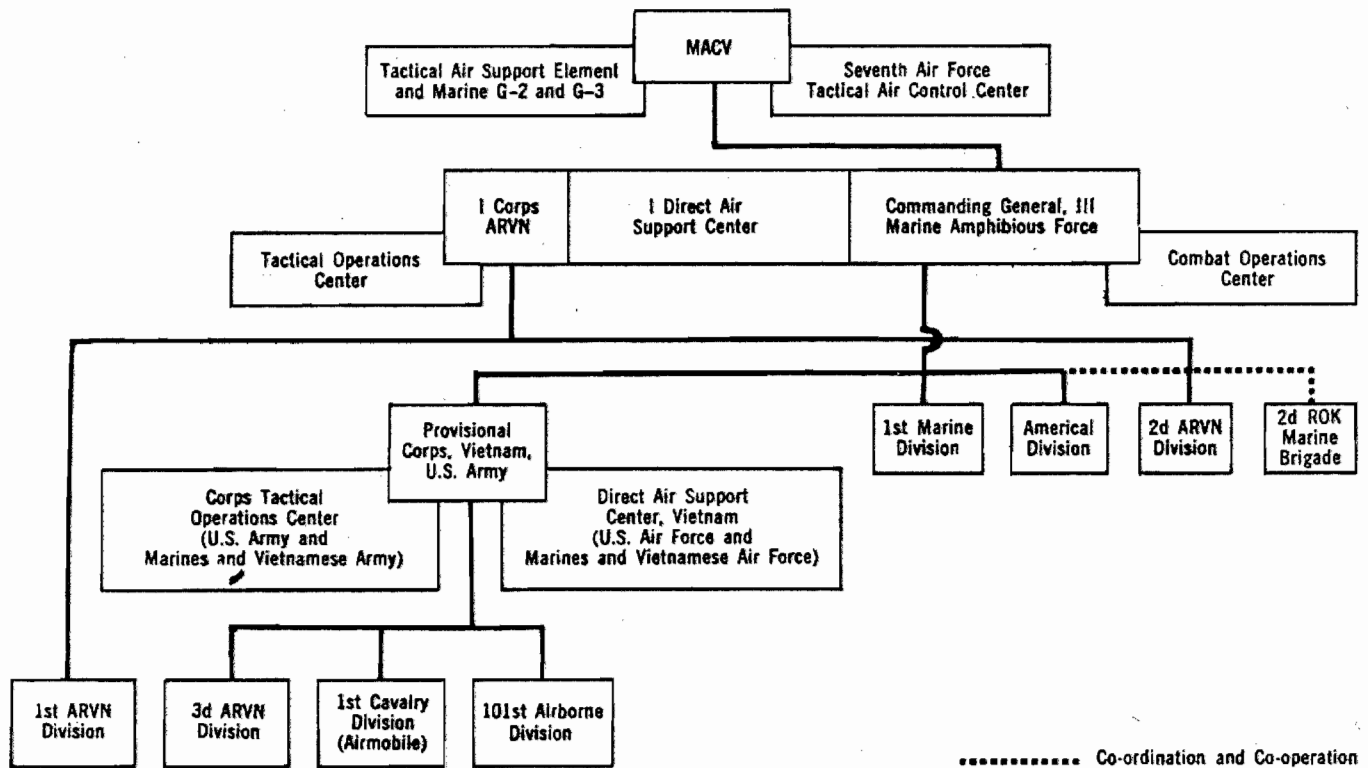 MACV
Tactical Air Support Element
and Marine G-2 and G-3
Seventh Air Force
Tactical Air Control Center
I Corps
ARVN
I Direct Air
Support Center
Commanding General, III
Marine Amphibious Force
Tactical Operations
Center
Combat Operations
Center
Provisional
Corps, Vietnam,
U.S. Army
1st Marine
Division
Americal
Division
2d ARVN
Division
2d ROK
Marine
Brigade
Corps Tactical
Operations Center
(U.S. Army and
Marines and Vietnamese Army)
Direct Air Support
Center, Vietnam
(U.S. Air Force and
Marines and Vietnamese Air Force)
1st ARVN
Division
3d ARVN
Division
1st Cavalry
Division
(Airmobile)
101st Airborne
Division
Co-ordination and Co-operation